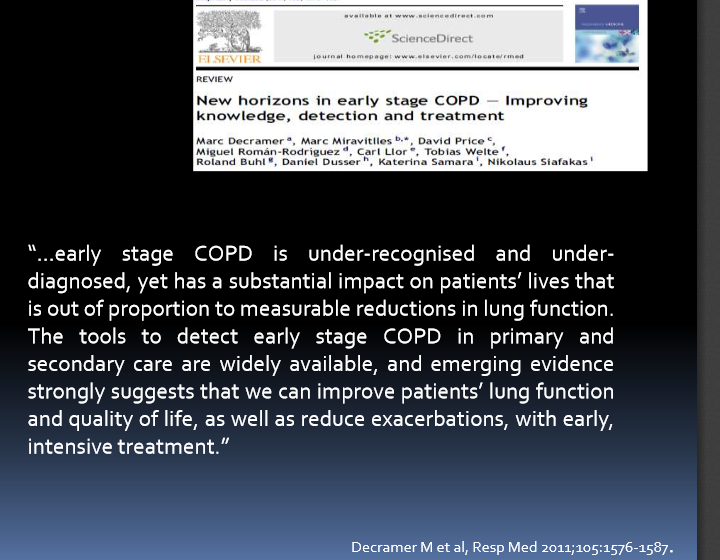 available at www.sciencedirect.com
ScienceDirect
ELSEVIER
journal homepage: www.elsevier.com/locate/rmed
REVIEW
New horizons in early stage COPD — Improving
knowledge, detection and treatment
Marc Decramer a, Marc Miravitlles b,*, David Price c,
Miguel Román-Rodríguez d, Carl Llor e, Tobias Welte f,
Roland Buhl g, Daniel Dusser h, Katerina Samara i, Nikolaus Siafakas i
“…early stage COPD is under-recognised and under-
diagnosed, yet has a substantial impact on patients’ lives that
is out of proportion to measurable reductions in lung function.
The tools to detect early stage COPD in primary and
secondary care are widely available, and emerging evidence
strongly suggests that we can improve patients’ lung function
and quality of life, as well as reduce exacerbations, with early,
intensive treatment.”
Decramer M et al, Resp Med 2011;105:1576-1587.